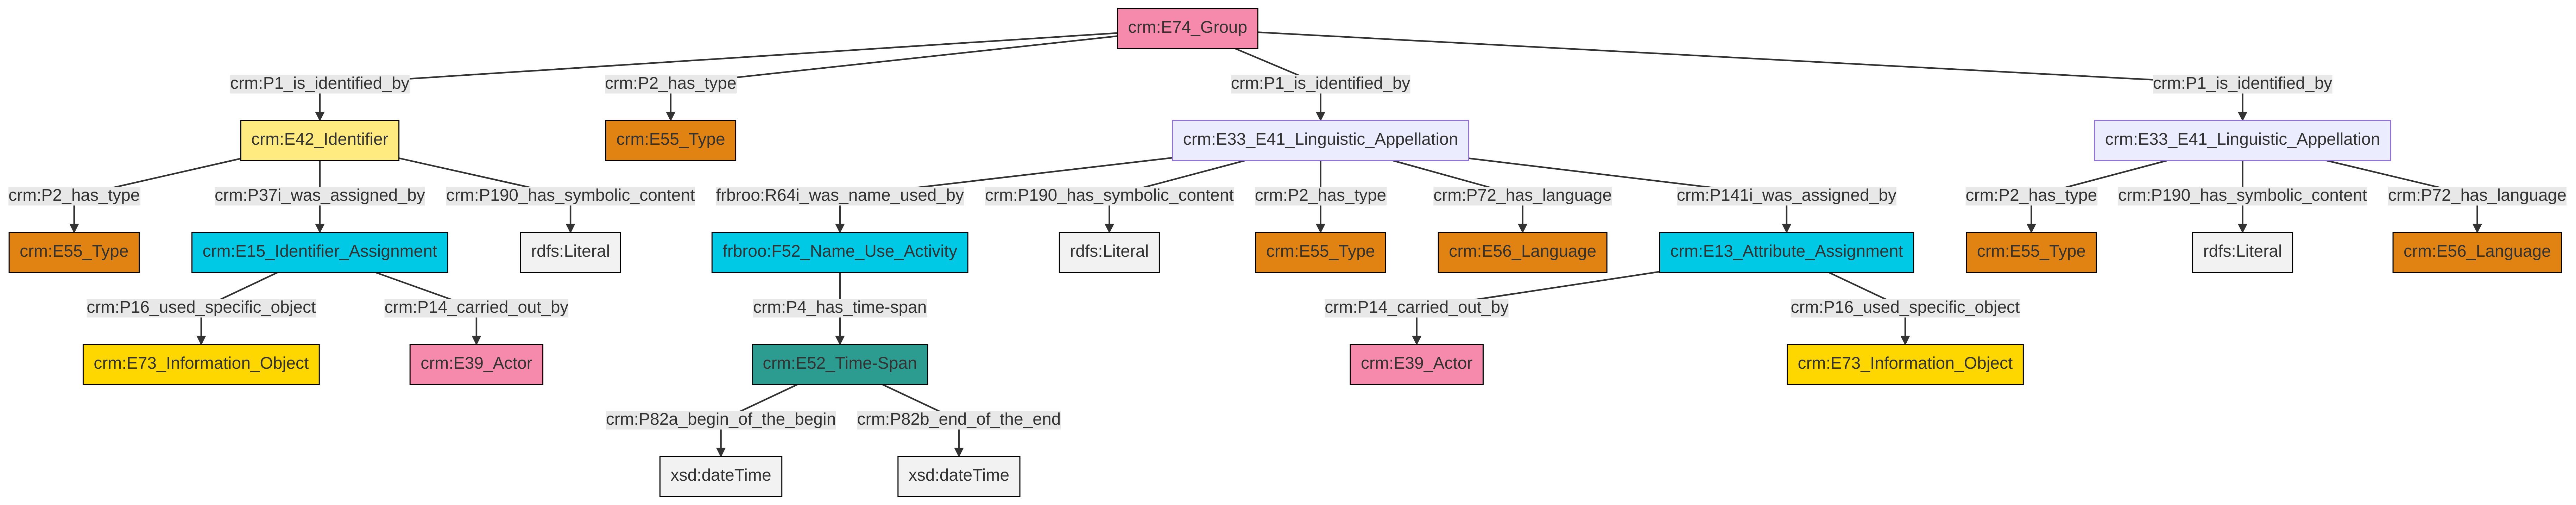 crm:E74_Group
crm:P1_is_identified_by
crm:P2_has_type
crm:P1_is_identified_by
crm:P1_is_identified_by
crm:E42_Identifier
crm:E55_Type
crm:E33_E41_Linguistic_Appellation
crm:E33_E41_Linguistic_Appellation
crm:P2_has_type
crm:P37i_was_assigned_by
crm:P190_has_symbolic_content
frbroo:R64i_was_name_used_by
crm:P190_has_symbolic_content
crm:P2_has_type
crm:P72_has_language
crm:P141i_was_assigned_by
crm:P2_has_type
crm:P190_has_symbolic_content
crm:P72_has_language
crm:E55_Type
crm:E15_Identifier_Assignment
rdfs:Literal
frbroo:F52_Name_Use_Activity
rdfs:Literal
crm:E55_Type
crm:E56_Language
crm:E13_Attribute_Assignment
crm:E55_Type
rdfs:Literal
crm:E56_Language
crm:P16_used_specific_object
crm:P14_carried_out_by
crm:P4_has_time-span
crm:P14_carried_out_by
crm:P16_used_specific_object
crm:E73_Information_Object
crm:E39_Actor
crm:E52_Time-Span
crm:E39_Actor
crm:E73_Information_Object
crm:P82a_begin_of_the_begin
crm:P82b_end_of_the_end
xsd:dateTime
xsd:dateTime